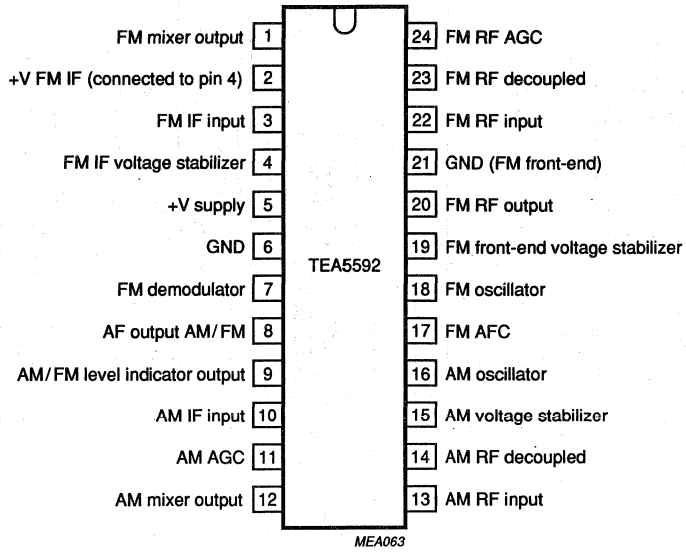 FM mixer output 1
+V FM IF (connected to pin 4) 2
FM IF input 3
FM IF voltage stabilizer 4
+V supply 5
GND 6
FM demodulator 7
AF output AM/FM 8
AM/FM level indicator output 9
AM IF input 10
AM AGC 11
AM mixer output 12
TEA5592
24 FM RF AGC
23 FM RF decoupled
22 FM RF input
21 GND (FM front-end)
20 FM RF output
19 FM front-end voltage stabilizer
18 FM oscillator
17 FM AFC
16 AM oscillator
15 AM voltage stabilizer
14 AM RF decoupled
13 AM RF input
MEA063